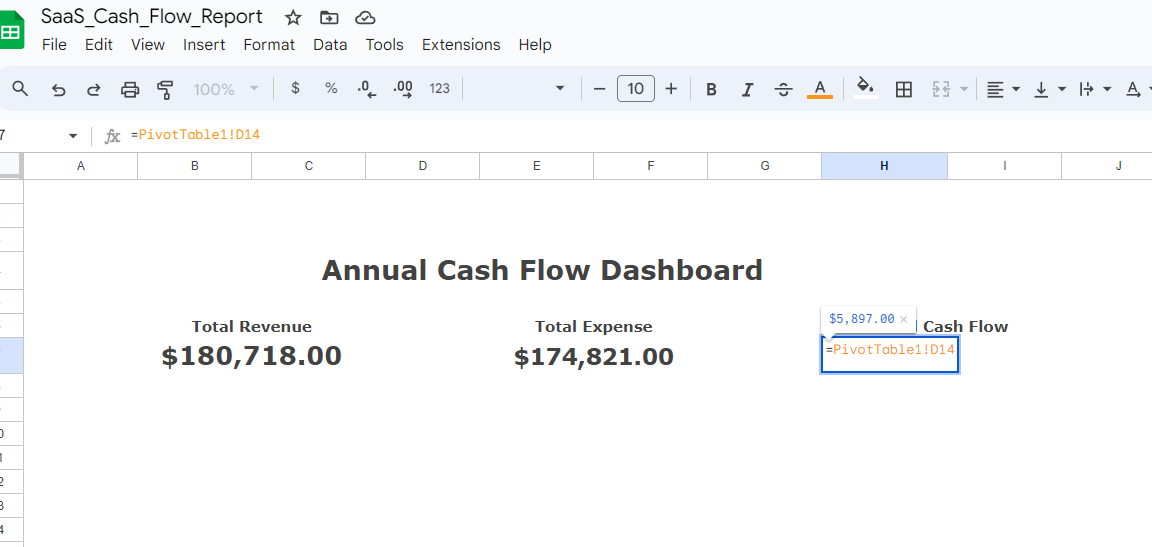 SaaS_Cash_Flow_Report
File Edit View Insert Format Data Tools Extensions Help
100% $ % .0 .00 123 10 B I S A A
7 fx =PivotTable1!D14
A B C D E F G H I J
Annual Cash Flow Dashboard
$5,897.00 ×
Total Revenue Total Expense Cash Flow
$180,718.00 $174,821.00 =PivotTable1!D14
0
1
2
3
4